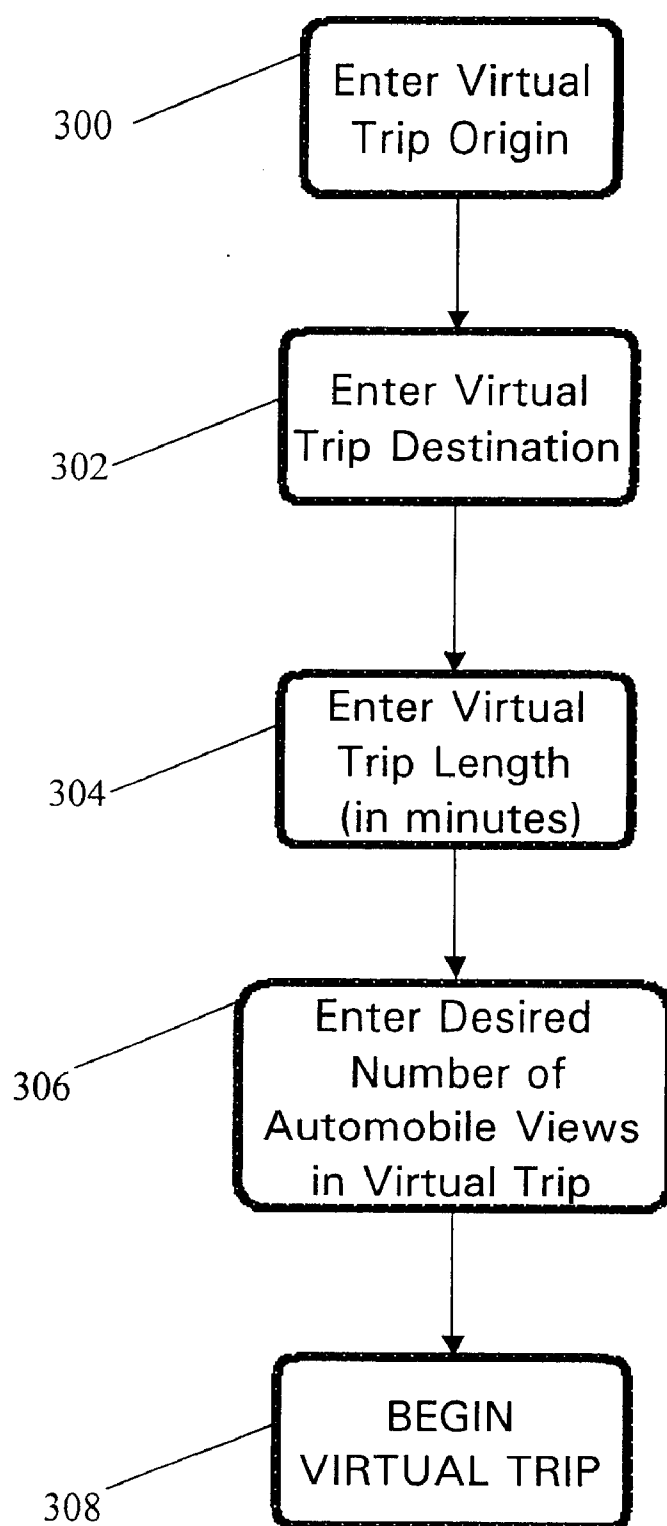 300
Enter Virtual
Trip Origin
302
Enter Virtual
Trip Destination
304
Enter Virtual
Trip Length
(in minutes)
306
Enter Desired
Number of
Automobile Views
in Virtual Trip
308
BEGIN
VIRTUAL TRIP